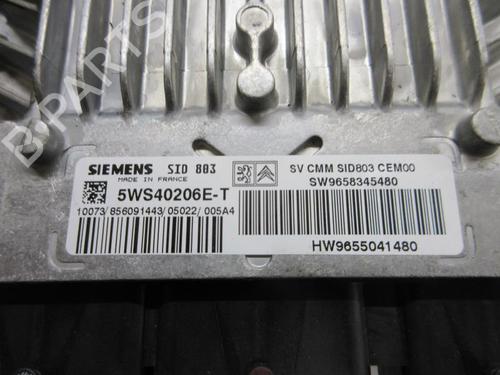 B-PARTS
SIEMENS SID 803
MADE IN FRANCE
5WS40206E-T
10073/856091443/05022/005A4
SV CMM SID803 CEM00
SW9658345480
HW9655041480